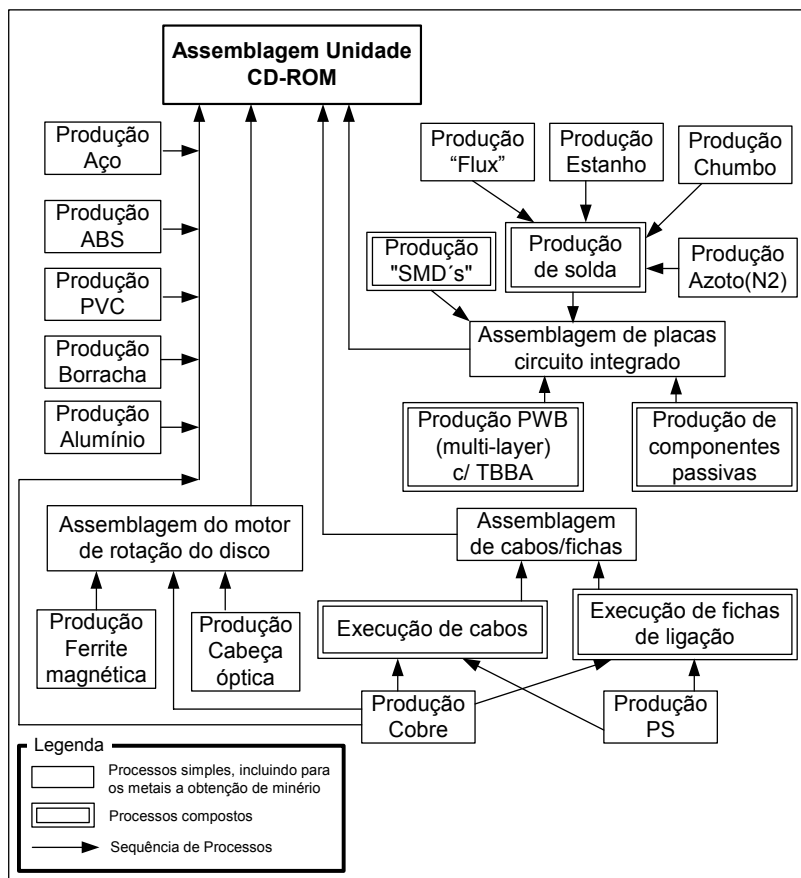 Assemblagem Unidade
CD-ROM
Produção
Aço
Produção
ABS
Produção
PVC
Produção
Borracha
Produção
Alumínio
Produção
“Flux”
Produção
Estanho
Produção
Chumbo
Produção
"SMD´s"
Produção
de solda
Produção
Azoto(N2)
Assemblagem de placas
circuito integrado
Produção PWB
(multi-layer)
c/ TBBA
Produção de
componentes
passivas
Assemblagem do motor
de rotação do disco
Assemblagem
de cabos/fichas
Produção
Ferrite
magnética
Produção
Cabeça
óptica
Execução de cabos
Execução de fichas
de ligação
Produção
Cobre
Produção
PS
Legenda
Processos simples, incluindo para
os metais a obtenção de minério
Processos compostos
Sequência de Processos